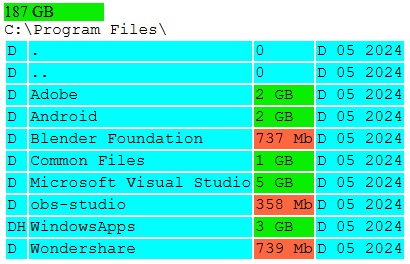 187 GB
C:\Program Files\
D . 0 D 05 2024
D .. 0 D 05 2024
D Adobe 2 GB D 05 2024
D Android 2 GB D 05 2024
D Blender Foundation 737 Mb D 05 2024
D Common Files 1 GB D 05 2024
D Microsoft Visual Studio 5 GB D 05 2024
D obs-studio 358 Mb D 05 2024
DH WindowsApps 3 GB D 05 2024
D Wondershare 739 Mb D 05 2024